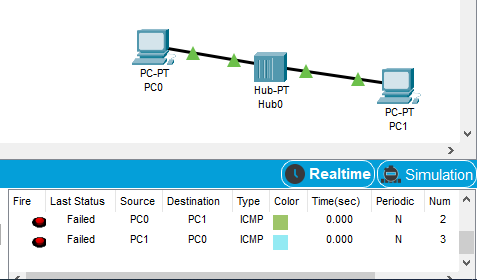 PC-PT
PC0
Hub-PT
Hub0
PC-PT
PC1
Realtime
Simulation
Fire Last Status Source Destination Type Color Time(sec) Periodic Num
Failed PC0 PC1 ICMP 0.000 N 2
Failed PC1 PC0 ICMP 0.000 N 3